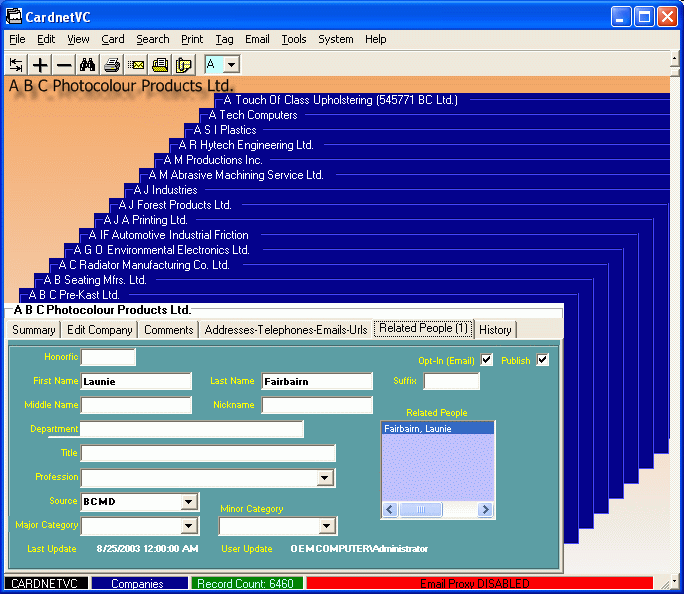 CardnetVC
File Edit View Card Search Print Tag Email Tools System Help
A
A B C Photocolour Products Ltd.
A Touch Of Class Upholstering (545771 BC Ltd.)
A Tech Computers
A S I Plastics
A R Hytech Engineering Ltd.
A M Productions Inc.
A M Abrasive Machining Service Ltd.
A J Industries
A J Forest Products Ltd.
A J A Printing Ltd.
A IF Automotive Industrial Friction
A G O Environmental Electronics Ltd.
A C Radiator Manufacturing Co. Ltd.
A B Seating Mfrs. Ltd.
A B C Pre-Kast Ltd.
A B C Photocolour Products Ltd.
Summary Edit Company Comments Addresses-Telephones-Emails-Urls Related People (1) History
Honorfic Opt-In (Email) Publish
First Name Launie Last Name Fairbairn Suffix
Middle Name Nickname
Related People
Department Fairbairn, Launie
Title
Profession
Source BCMD
Minor Category
Major Category
Last Update 8/25/2003 12:00:00 AM User Update OEMCOMPUTER\Administrator
CARDNETVC Companies Record Count: 6460 Email Proxy DISABLED